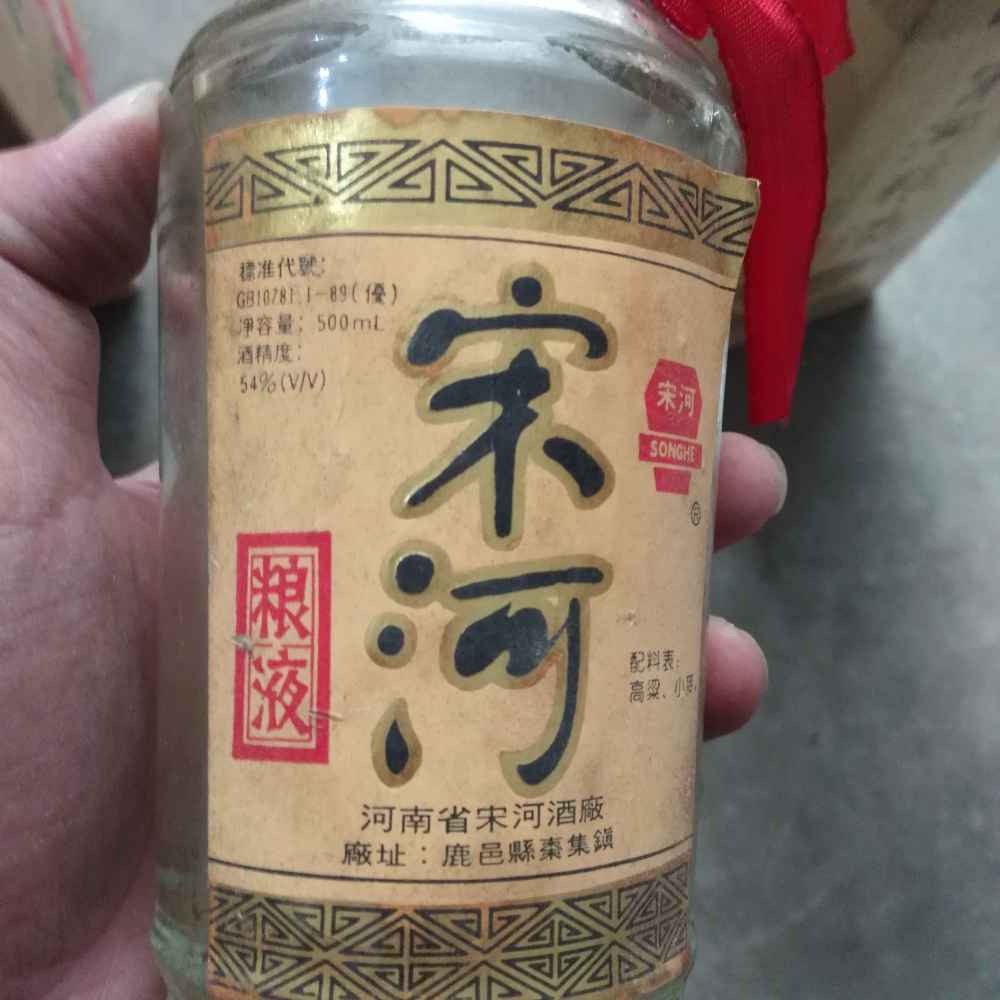 標准代號:
GB10781.1-89(優)
净容量: 500mL
酒精度:
54%(V/V)
宋河
粮液
宋河
SONGHE
®
配料表:
高粱、小
河南省宋河酒廠
廠址：鹿邑縣棗集鎮